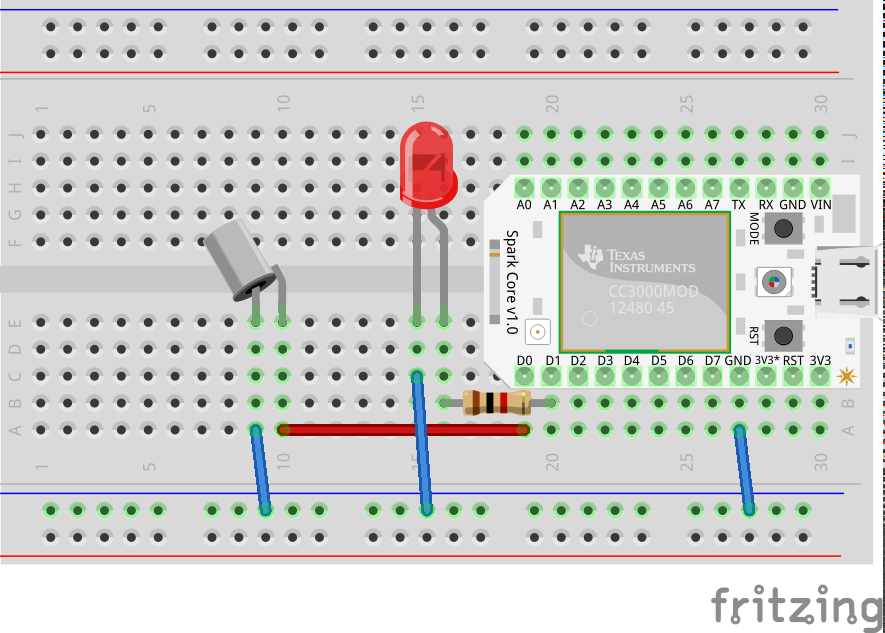 1 5 10 15 20 25 30
J J
I I
H
G
F
A0 A1 A2 A3 A4 A5 A6 A7 TX RX GND VIN
MODE
Spark Core v1.0
TEXAS
INSTRUMENTS
CC3000MOD
12480 45
RST
E
D
C
D0 D1 D2 D3 D4 D5 D6 D7 GND 3V3* RST 3V3
B B
A A
1 5 10 15 20 25 30
fritzing